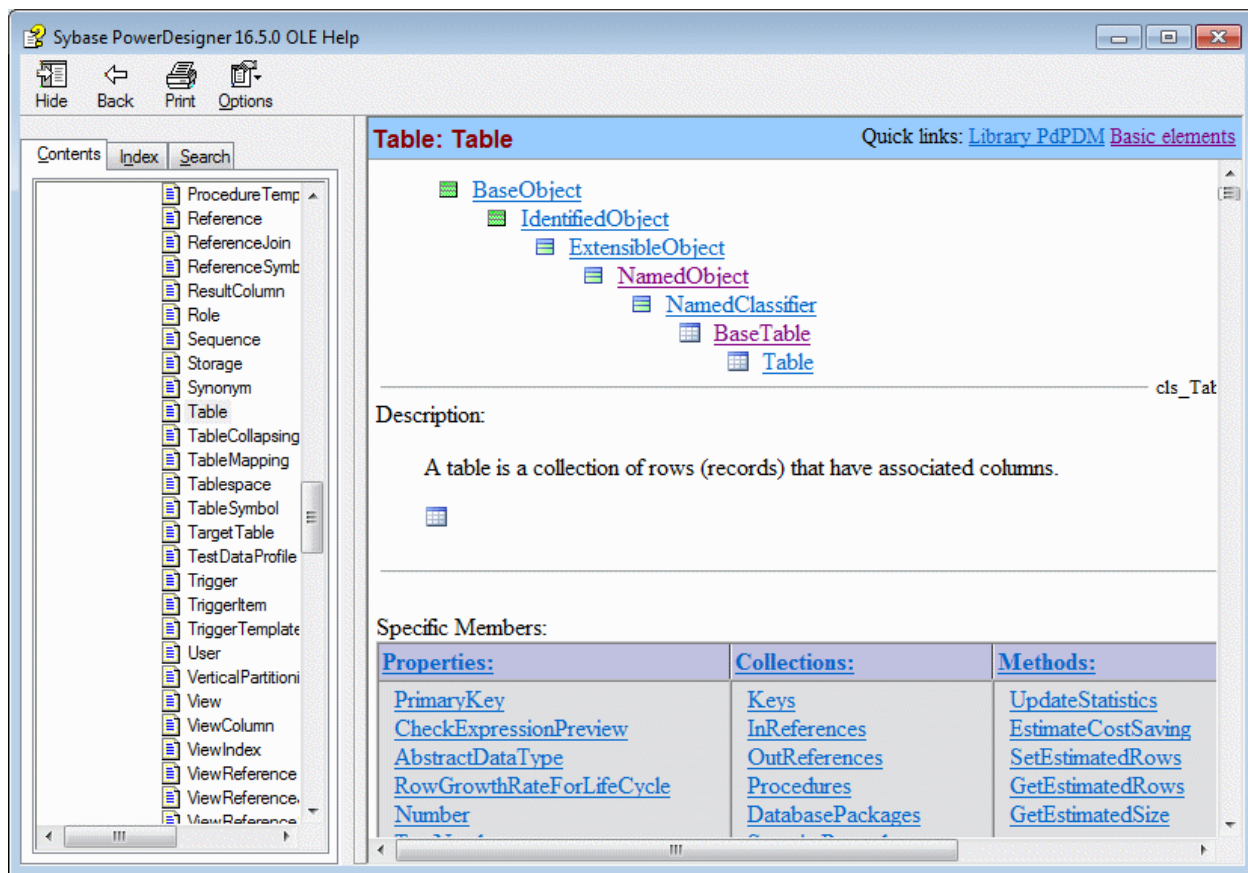 Sybase PowerDesigner 16.5.0 OLE Help
Hide Back Print Options
Contents Index Search
ProcedureTemp
Reference
ReferenceJoin
ReferenceSymb
ResultColumn
Role
Sequence
Storage
Synonym
Table
TableCollapsing
TableMapping
Tablespace
TableSymbol
TargetTable
TestDataProfile
Trigger
TriggerItem
TriggerTemplate
User
VerticalPartitioni
View
ViewColumn
ViewIndex
ViewReference
ViewReference
ViewReference
Table: Table Quick links: Library PdPDM Basic elements
BaseObject
IdentifiedObject
ExtensibleObject
NamedObject
NamedClassifier
BaseTable
Table
cls_Tab
Description:
A table is a collection of rows (records) that have associated columns.
Specific Members:
Properties: Collections: Methods:
PrimaryKey Keys UpdateStatistics
CheckExpressionPreview InReferences EstimateCostSaving
AbstractDataType OutReferences SetEstimatedRows
RowGrowthRateForLifeCycle Procedures GetEstimatedRows
Number DatabasePackages GetEstimatedSize